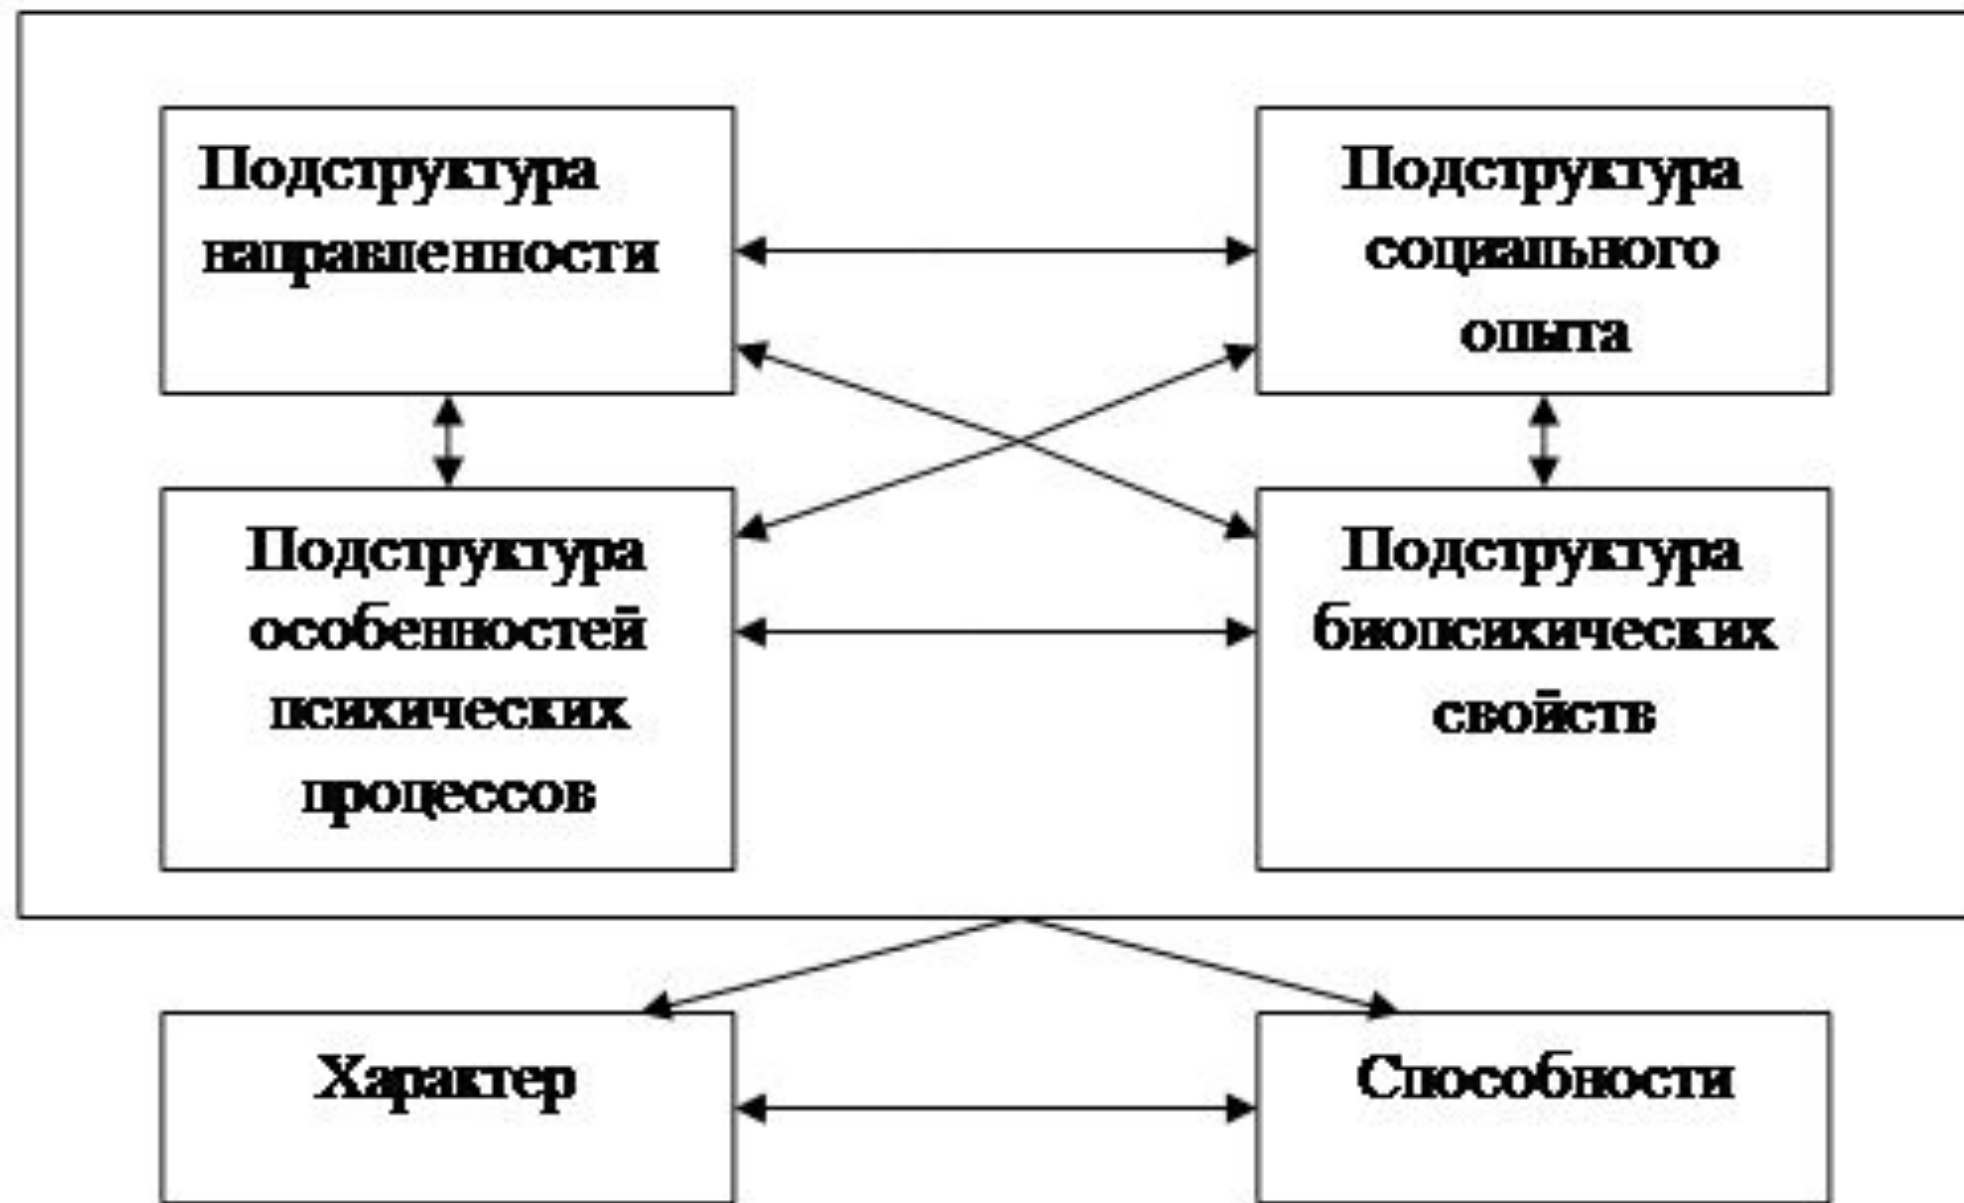 Подструктура
направленности
Подструктура
социального
опыта
Подструктура
особенностей
психических
процессов
Подструктура
биопсихических
свойств
Характер
Способности